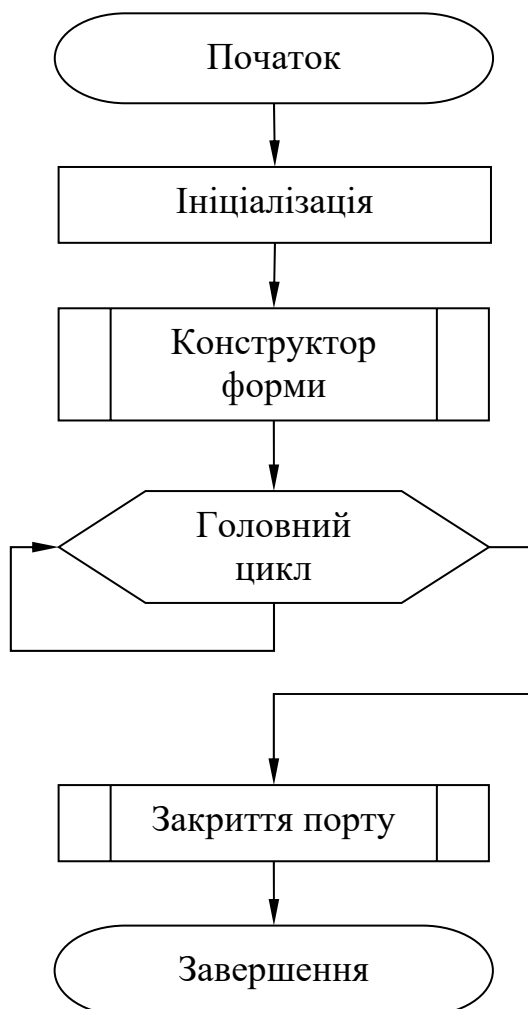 Початок
Ініціалізація
Конструктор
форми
Головний
цикл
Закриття порту
Завершення